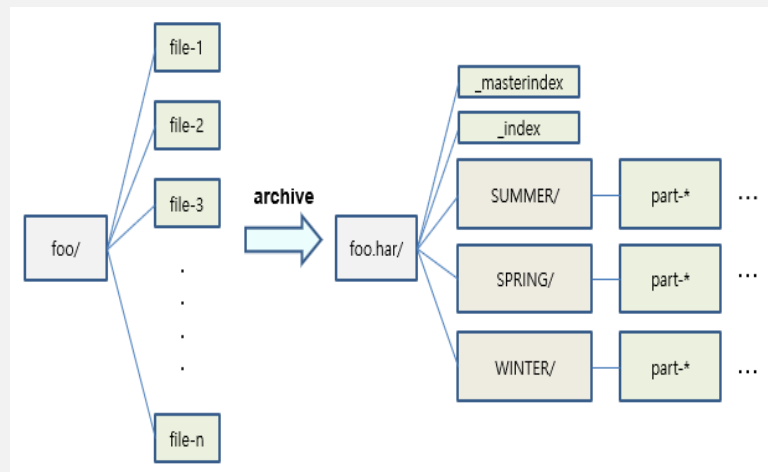 file-1
file-2
file-3
foo/
.
.
.
.
file-n
archive
foo.har/
_masterindex
_index
SUMMER/
part-*
...
SPRING/
part-*
...
WINTER/
part-*
...